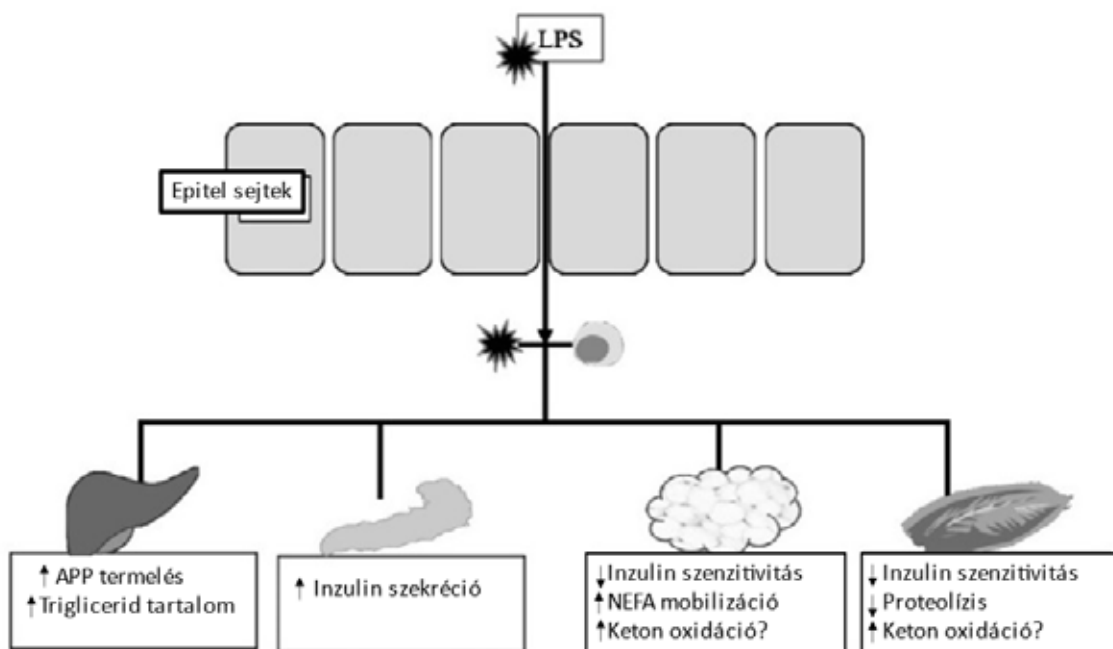 LPS
Epitel sejtek
↑ APP termelés
↑Triglicerid tartalom
↑ Inzulin szekréció
↓Inzulin szenzitivitás
↑NEFA mobilizáció
↑Keton oxidáció?
↓ Inzulin szenzitivitás
↓ Proteolízis
↑ Keton oxidáció?